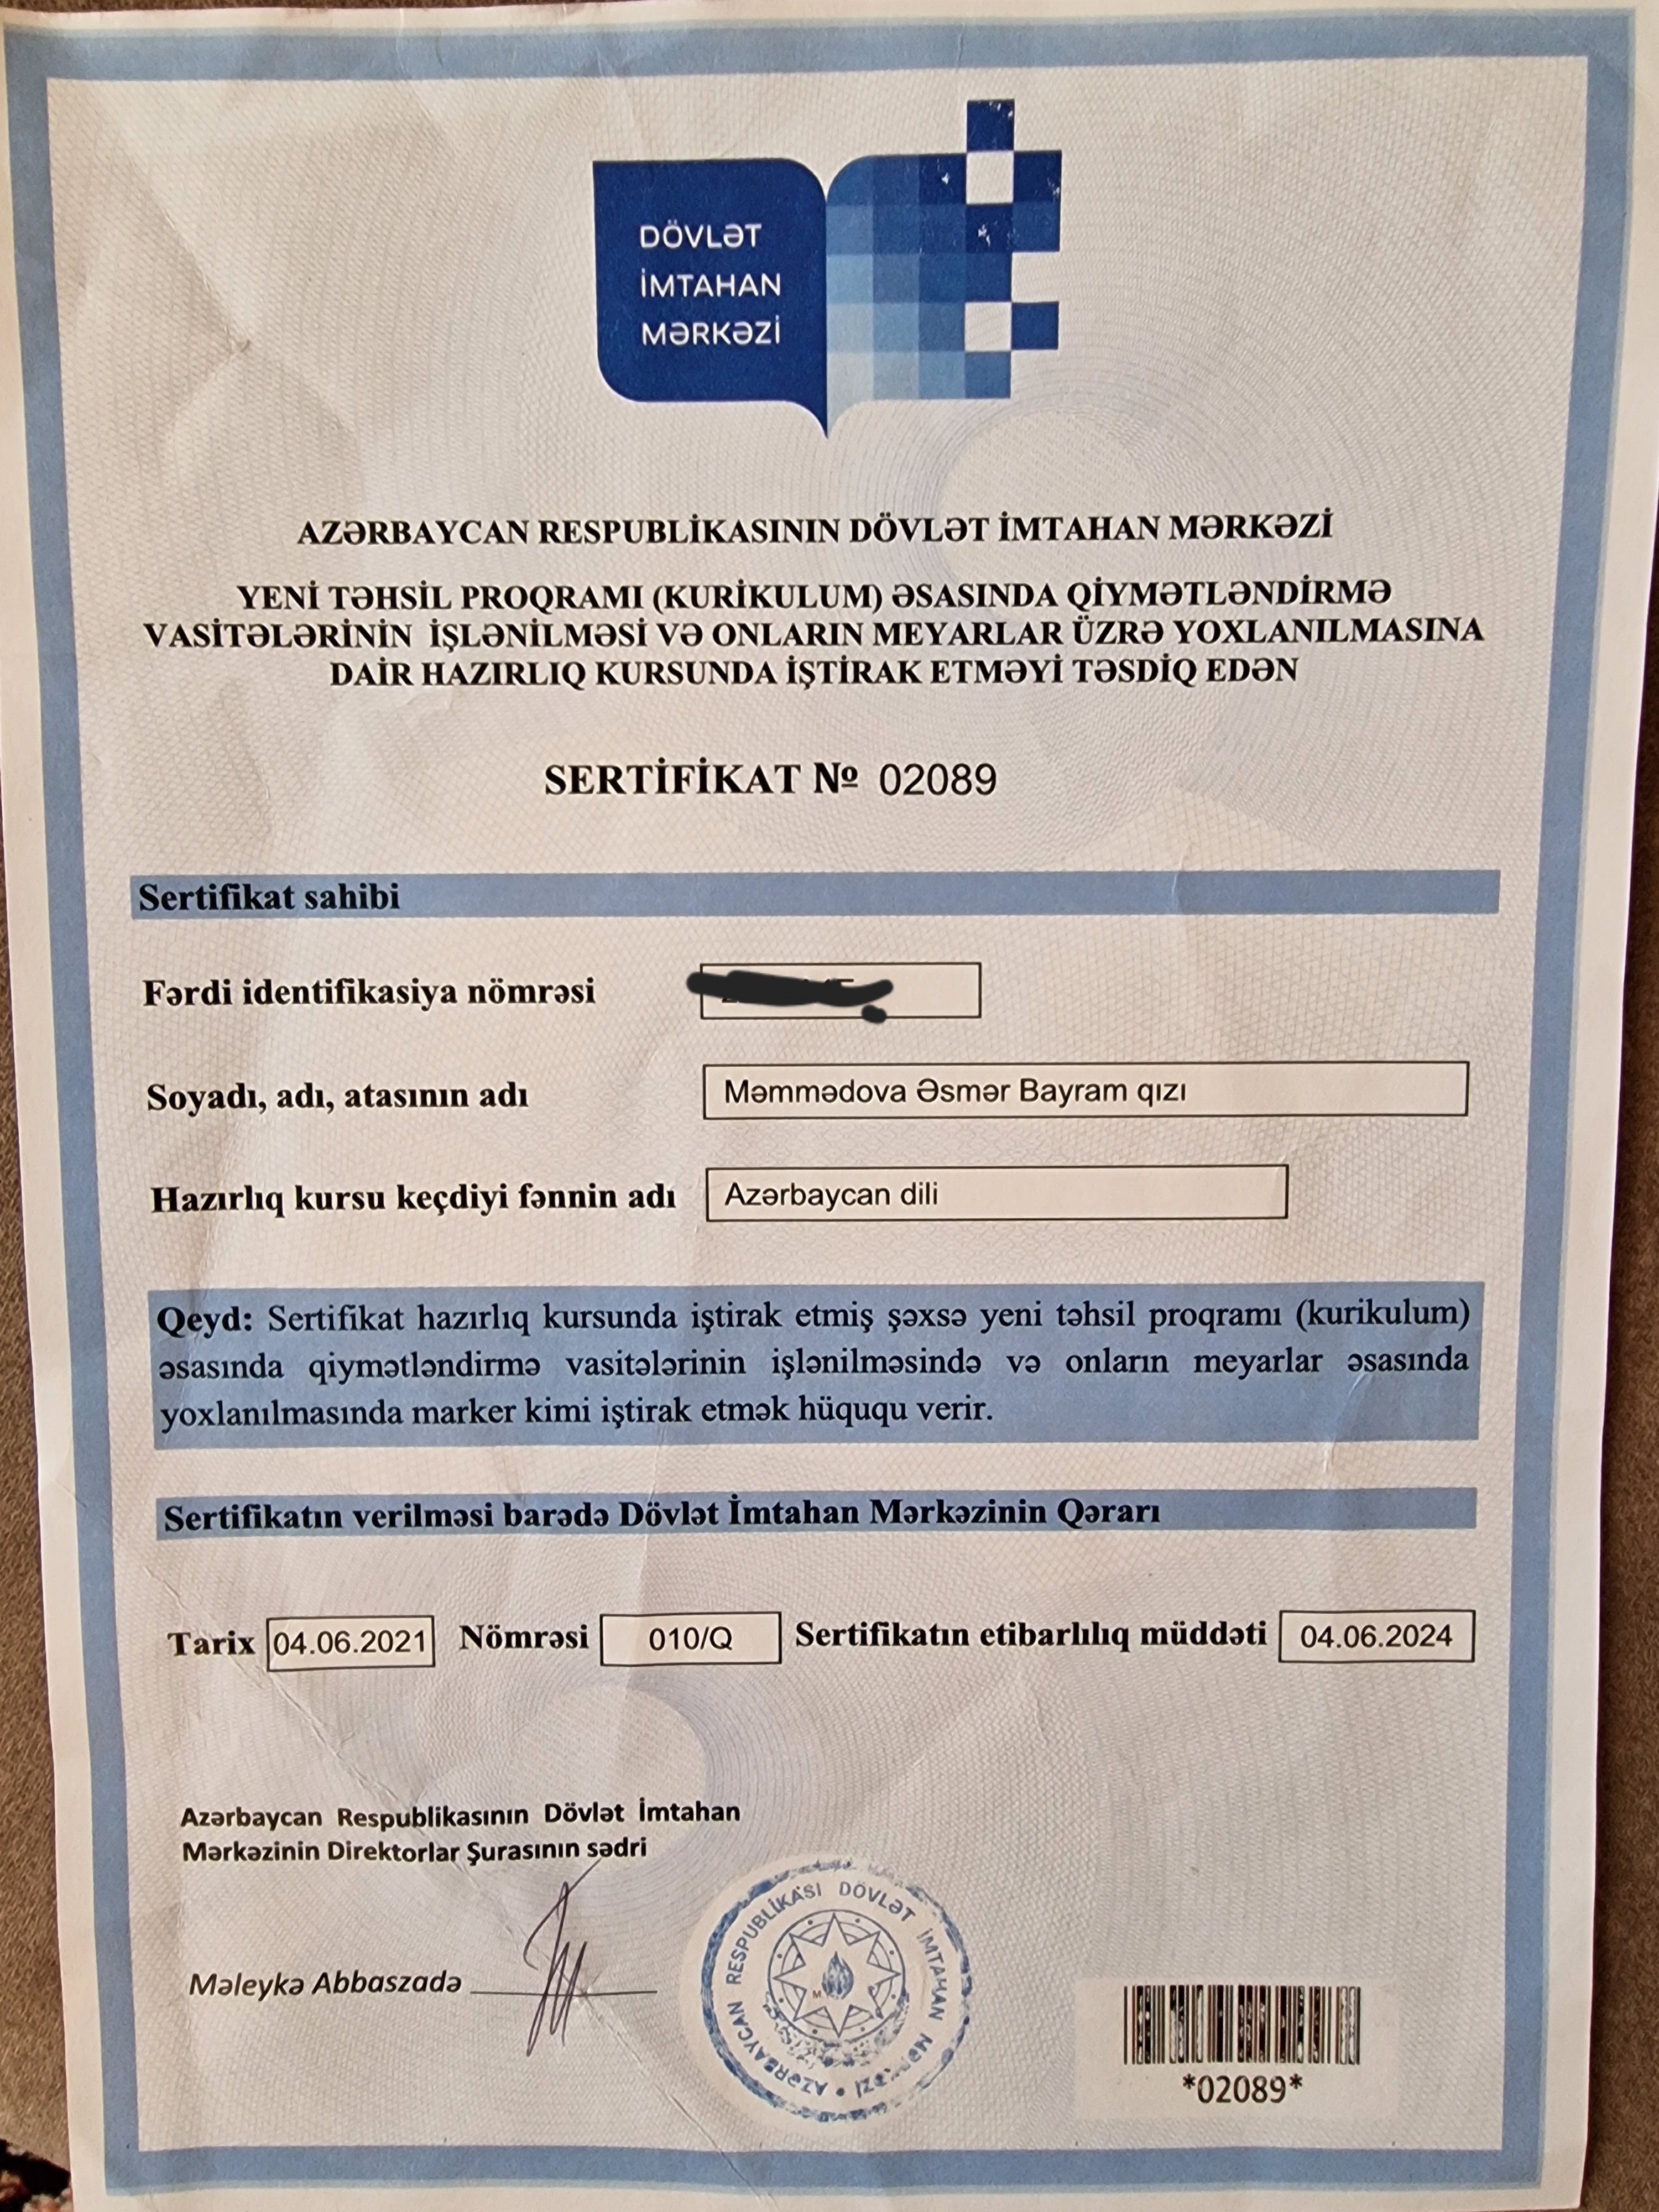 DÖVLƏT
İMTAHAN
MƏRKƏZİ
AZƏRBAYCAN RESPUBLİKASININ DÖVLƏT İMTAHAN MƏRKƏZİ
YENİ TƏHSİL PROQRAMI (KURİKULUM) ƏSASINDA QİYMƏTLƏNDİRMƏ
VASİTƏLƏRİNİN İŞLƏNİLMƏSİ VƏ ONLARIN MEYARLAR ÜZRƏ YOXLANILMASINA
DAİR HAZIRLIQ KURSUNDA İŞTİRAK ETMƏYİ TƏSDİQ EDƏN
SERTİFİKAT № 02089
Sertifikat sahibi
Fərdi identifikasiya nömrəsi
Soyadı, adı, atasının adı Məmmədova Əsmər Bayram qızı
Hazırlıq kursu keçdiyi fənnin adı Azərbaycan dili
Qeyd: Sertifikat hazırlıq kursunda iştirak etmiş şəxsə yeni təhsil proqramı (kurikulum)
əsasında qiymətləndirmə vasitələrinin işlənilməsində və onların meyarlar əsasında
yoxlanılmasında marker kimi iştirak etmək hüququ verir.
Sertifikatın verilməsi barədə Dövlət İmtahan Mərkəzinin Qərarı
Tarix 04.06.2021 Nömrəsi 010/Q Sertifikatın etibarlılıq müddəti 04.06.2024
Azərbaycan Respublikasının Dövlət İmtahan
Mərkəzinin Direktorlar Şurasının sədri
Məleykə Abbaszadə
AZƏRBAYCAN RESPUBLİKASI DÖVLƏT İMTAHAN MƏRKƏZİ
*02089*